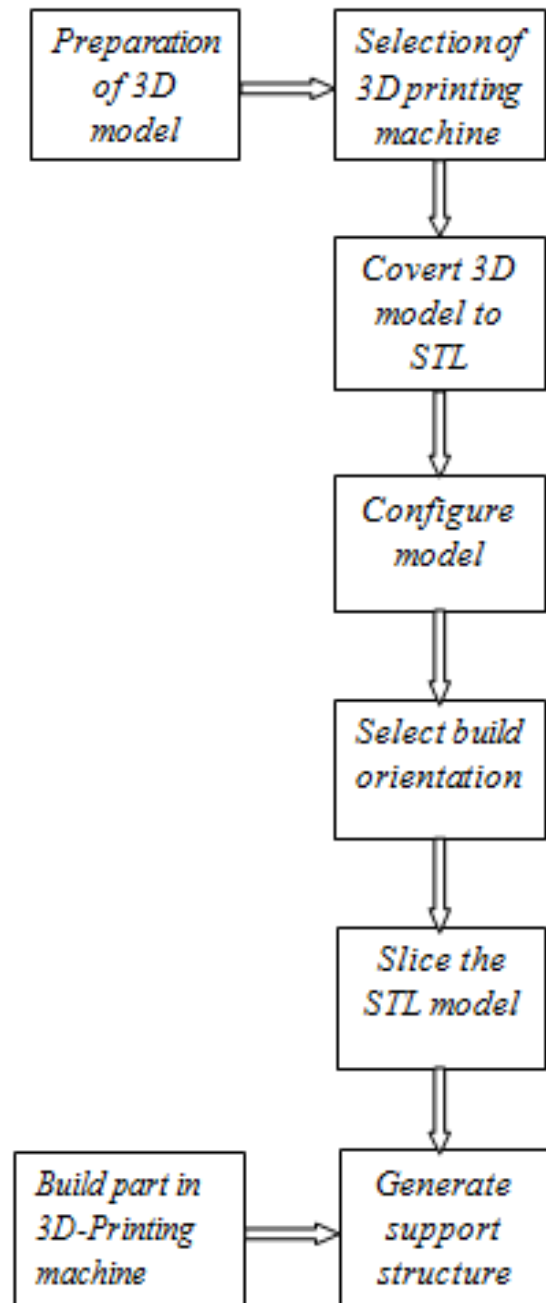 Preparation
of 3D
model
Selection of
3D printing
machine
Covert 3D
model to
STL
Configure
model
Select build
orientation
Slice the
STL model
Build part in
3D-Printing
machine
Generate
support
structure